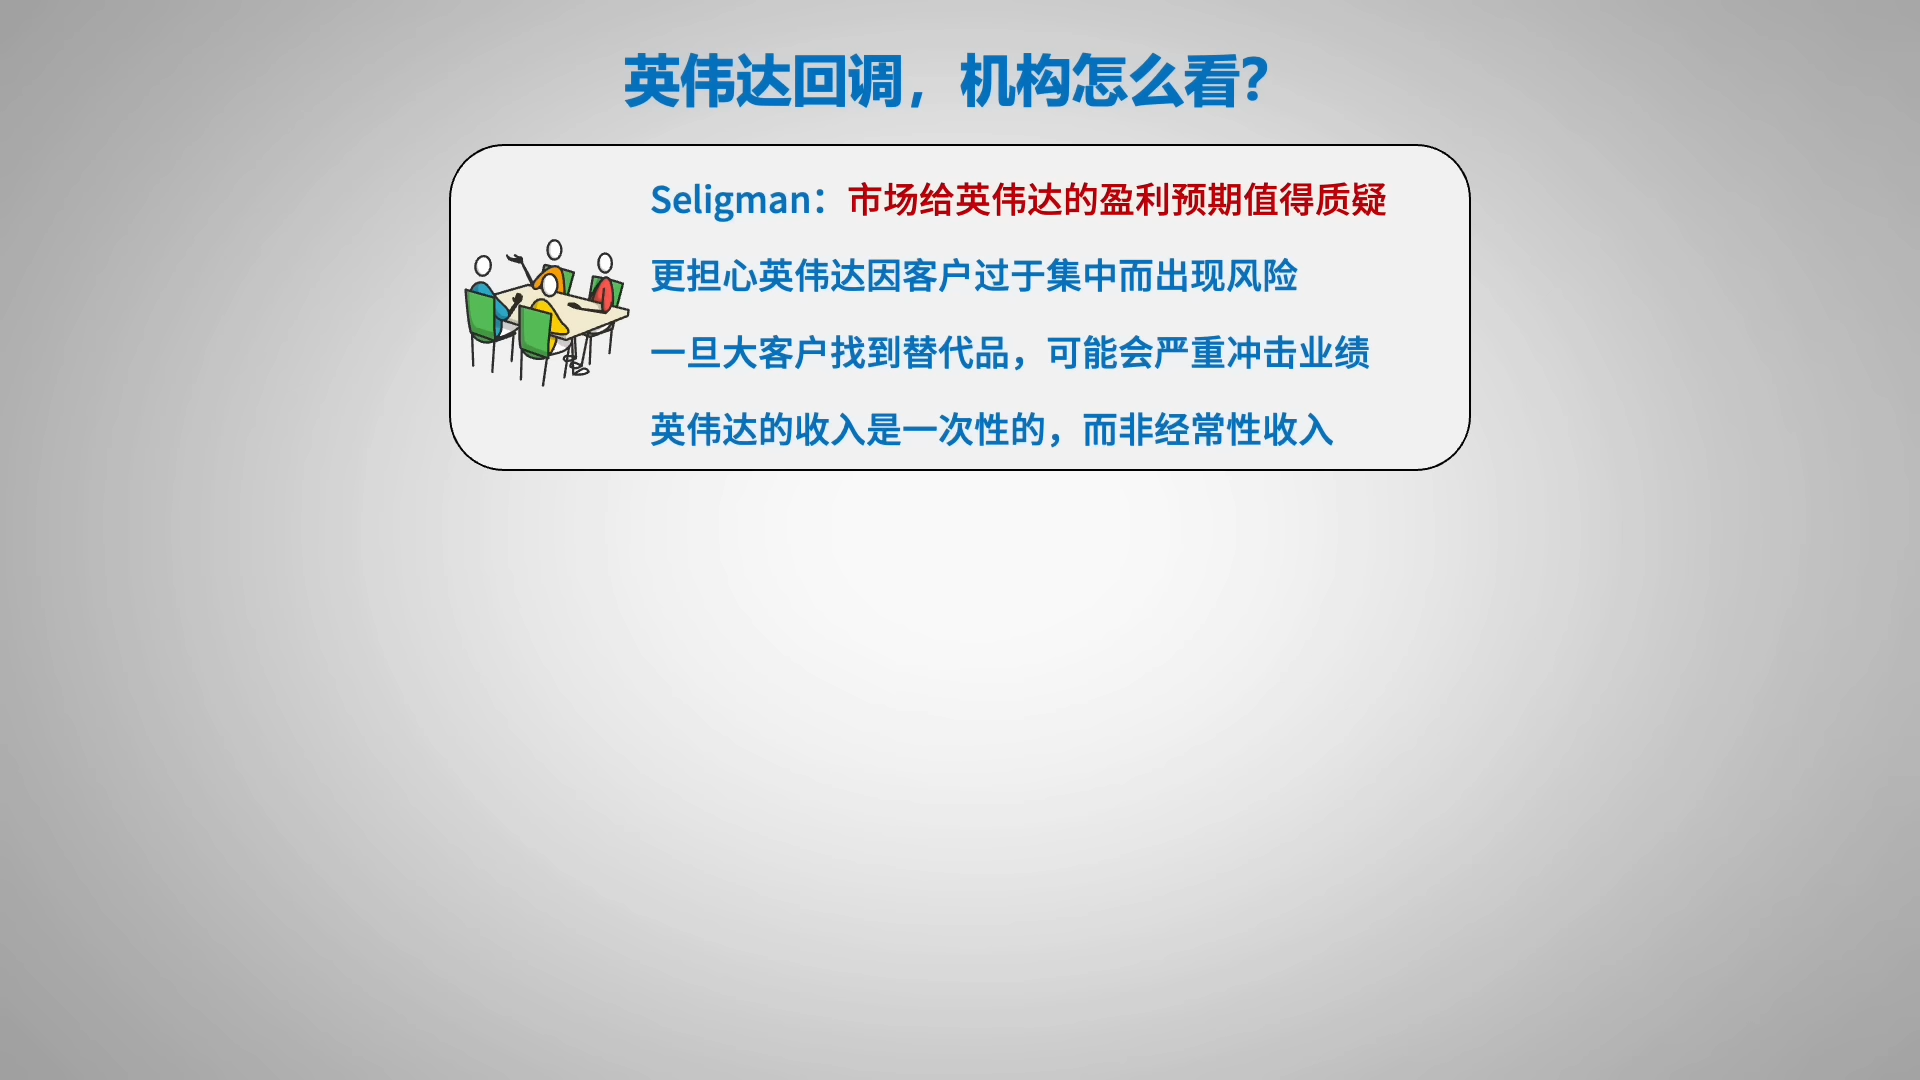 英伟达回调，机构怎么看？
Seligman：市场给英伟达的盈利预期值得质疑
更担心英伟达因客户过于集中而出现风险
一旦大客户找到替代品，可能会严重冲击业绩
英伟达的收入是一次性的，而非经常性收入